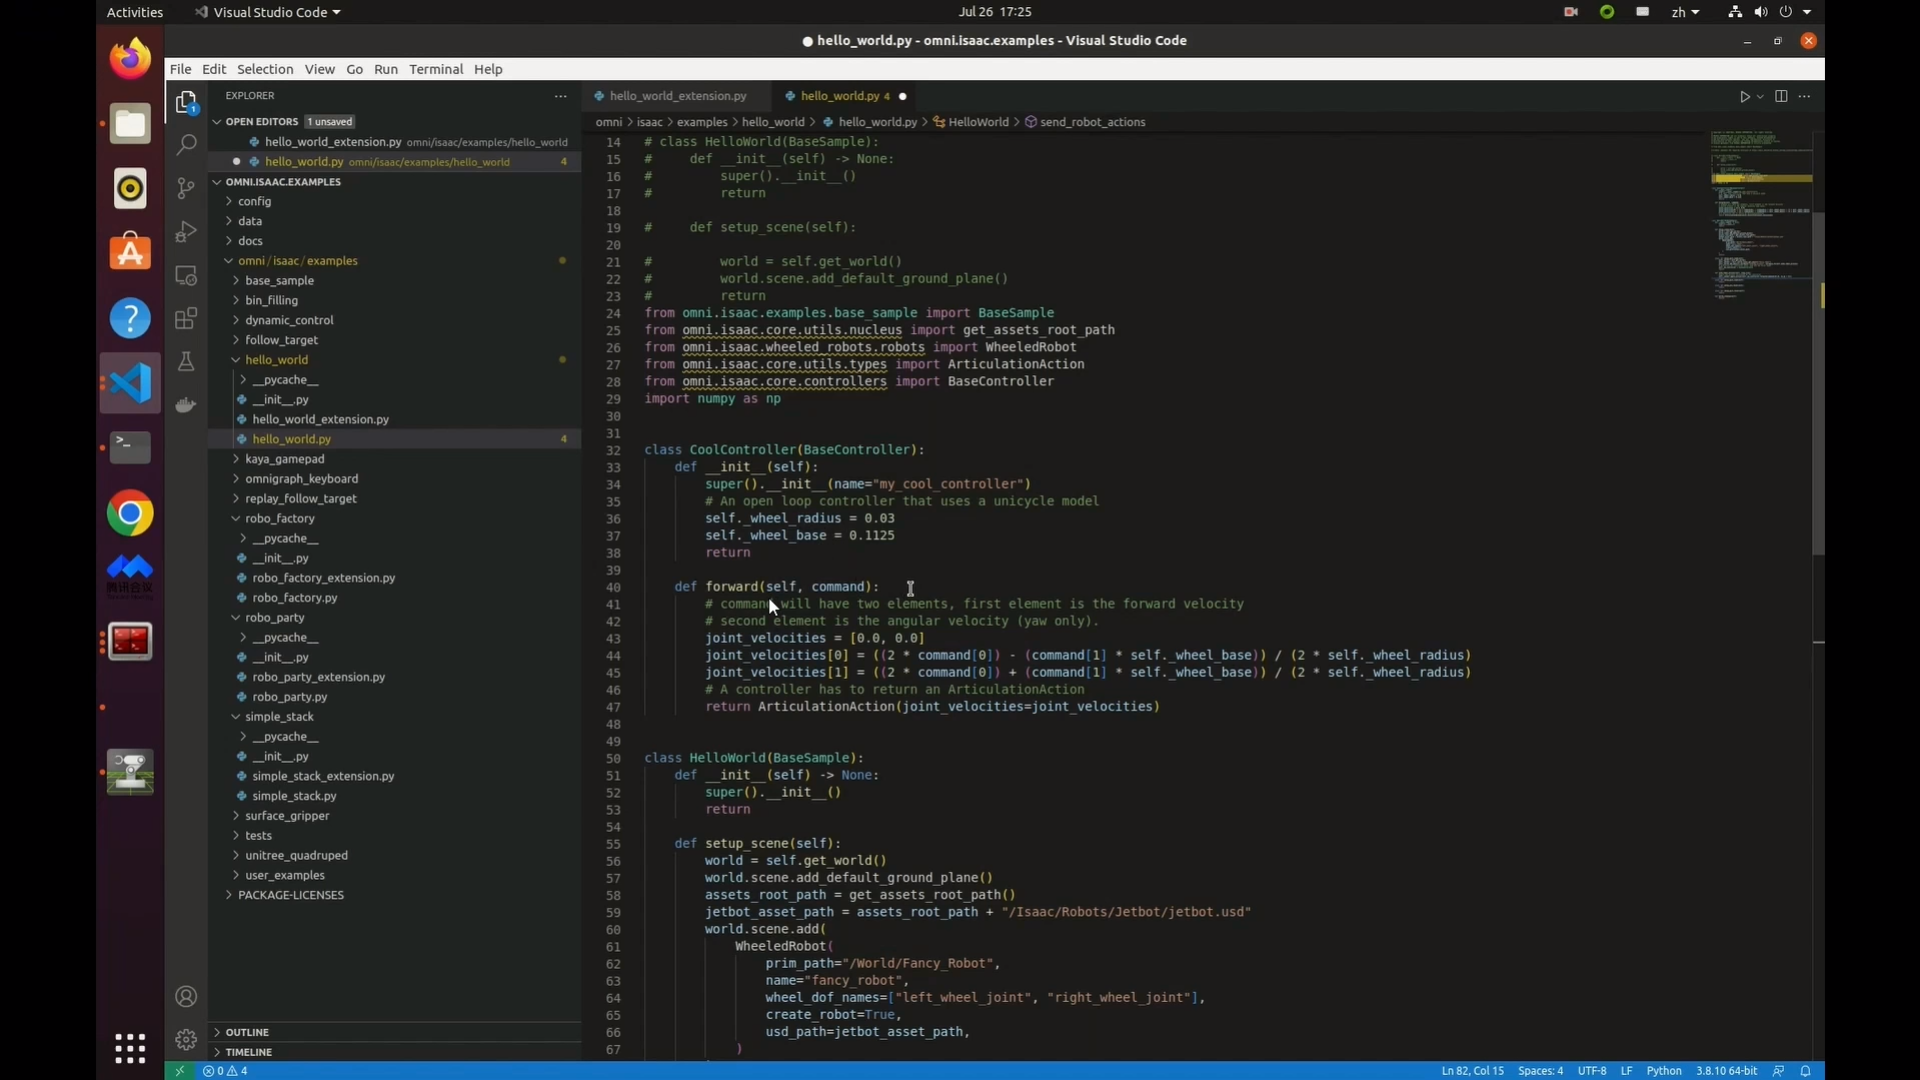 Activities
Visual Studio Code
Jul 26 17:25
zh
● hello_world.py - omni.isaac.examples - Visual Studio Code
File Edit Selection View Go Run Terminal Help
EXPLORER
OPEN EDITORS 1 unsaved
hello_world_extension.py omni/isaac/examples/hello_world
hello_world.py omni/isaac/examples/hello_world 4
OMNI.ISAAC.EXAMPLES
config
data
docs
omni / isaac / examples
base_sample
bin_filling
dynamic_control
follow_target
hello_world
__pycache__
__init__.py
hello_world_extension.py
hello_world.py 4
kaya_gamepad
omnigraph_keyboard
replay_follow_target
robo_factory
__pycache__
__init__.py
robo_factory_extension.py
robo_factory.py
robo_party
__pycache__
__init__.py
robo_party_extension.py
robo_party.py
simple_stack
__pycache__
__init__.py
simple_stack_extension.py
simple_stack.py
surface_gripper
tests
unitree_quadruped
user_examples
PACKAGE-LICENSES
OUTLINE
TIMELINE
1
腾讯会议
hello_world_extension.py
hello_world.py 4
omni > isaac > examples > hello_world > hello_world.py > HelloWorld > send_robot_actions
14 # class HelloWorld(BaseSample):
15 #     def __init__(self) -> None:
16 #         super().__init__()
17 #         return
18
19 #     def setup_scene(self):
20
21 #         world = self.get_world()
22 #         world.scene.add_default_ground_plane()
23 #         return
24 from omni.isaac.examples.base_sample import BaseSample
25 from omni.isaac.core.utils.nucleus import get_assets_root_path
26 from omni.isaac.wheeled_robots.robots import WheeledRobot
27 from omni.isaac.core.utils.types import ArticulationAction
28 from omni.isaac.core.controllers import BaseController
29 import numpy as np
30
31
32 class CoolController(BaseController):
33     def __init__(self):
34         super().__init__(name="my_cool_controller")
35         # An open loop controller that uses a unicycle model
36         self._wheel_radius = 0.03
37         self._wheel_base = 0.1125
38         return
39
40     def forward(self, command):
41         # command will have two elements, first element is the forward velocity
42         # second element is the angular velocity (yaw only).
43         joint_velocities = [0.0, 0.0]
44         joint_velocities[0] = ((2 * command[0]) - (command[1] * self._wheel_base)) / (2 * self._wheel_radius)
45         joint_velocities[1] = ((2 * command[0]) + (command[1] * self._wheel_base)) / (2 * self._wheel_radius)
46         # A controller has to return an ArticulationAction
47         return ArticulationAction(joint_velocities=joint_velocities)
48
49
50 class HelloWorld(BaseSample):
51     def __init__(self) -> None:
52         super().__init__()
53         return
54
55     def setup_scene(self):
56         world = self.get_world()
57         world.scene.add_default_ground_plane()
58         assets_root_path = get_assets_root_path()
59         jetbot_asset_path = assets_root_path + "/Isaac/Robots/Jetbot/jetbot.usd"
60         world.scene.add(
61             WheeledRobot(
62                 prim_path="/World/Fancy_Robot",
63                 name="fancy_robot",
64                 wheel_dof_names=["left_wheel_joint", "right_wheel_joint"],
65                 create_robot=True,
66                 usd_path=jetbot_asset_path,
67             )
0 4
Ln 82, Col 15 Spaces: 4 UTF-8 LF Python 3.8.10 64-bit